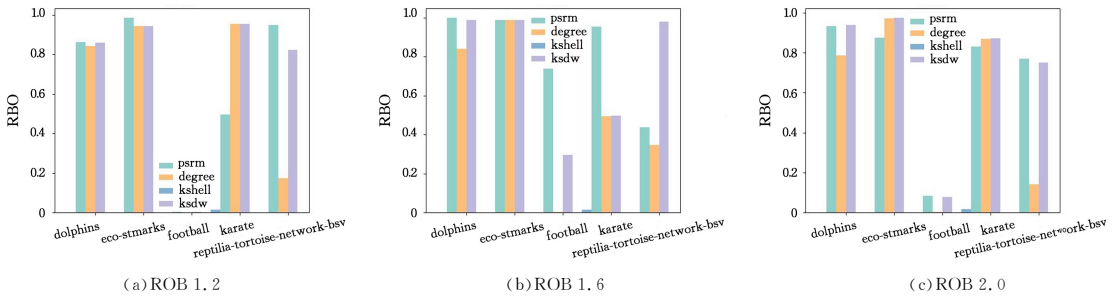 1.0
0.8
0.6
0.4
0.2
0
RBO
psrm
degree
kshell
ksdw
dolphins
eco-stmarks
football
karate
reptilia-tortoise-network-bsv
(a)ROB 1.2
1.0
0.8
0.6
0.4
0.2
0
RBO
psrm
degree
kshell
ksdw
dolphins
eco-stmarks
football
karate
reptilia-tortoise-network-bsv
(b)ROB 1.6
1.0
0.8
0.6
0.4
0.2
0
RBO
psrm
degree
kshell
ksdw
dolphins
eco-stmarks
football
karate
reptilia-tortoise-network-bsv
(c)ROB 2.0